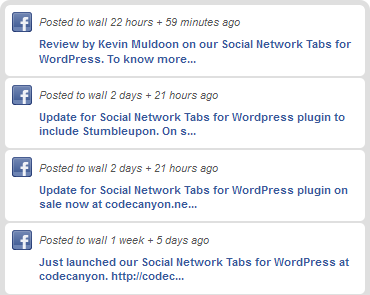 Posted to wall 22 hours + 59 minutes ago
Review by Kevin Muldoon on our Social Network Tabs for
WordPress. To know more...
Posted to wall 2 days + 21 hours ago
Update for Social Network Tabs for Wordpress plugin to
include Stumbleupon. On s...
Posted to wall 2 days + 21 hours ago
Update for Social Network Tabs for WordPress plugin on
sale now at codecanyon.ne...
Posted to wall 1 week + 5 days ago
Just launched our Social Network Tabs for WordPress at
codecanyon. http://codec...